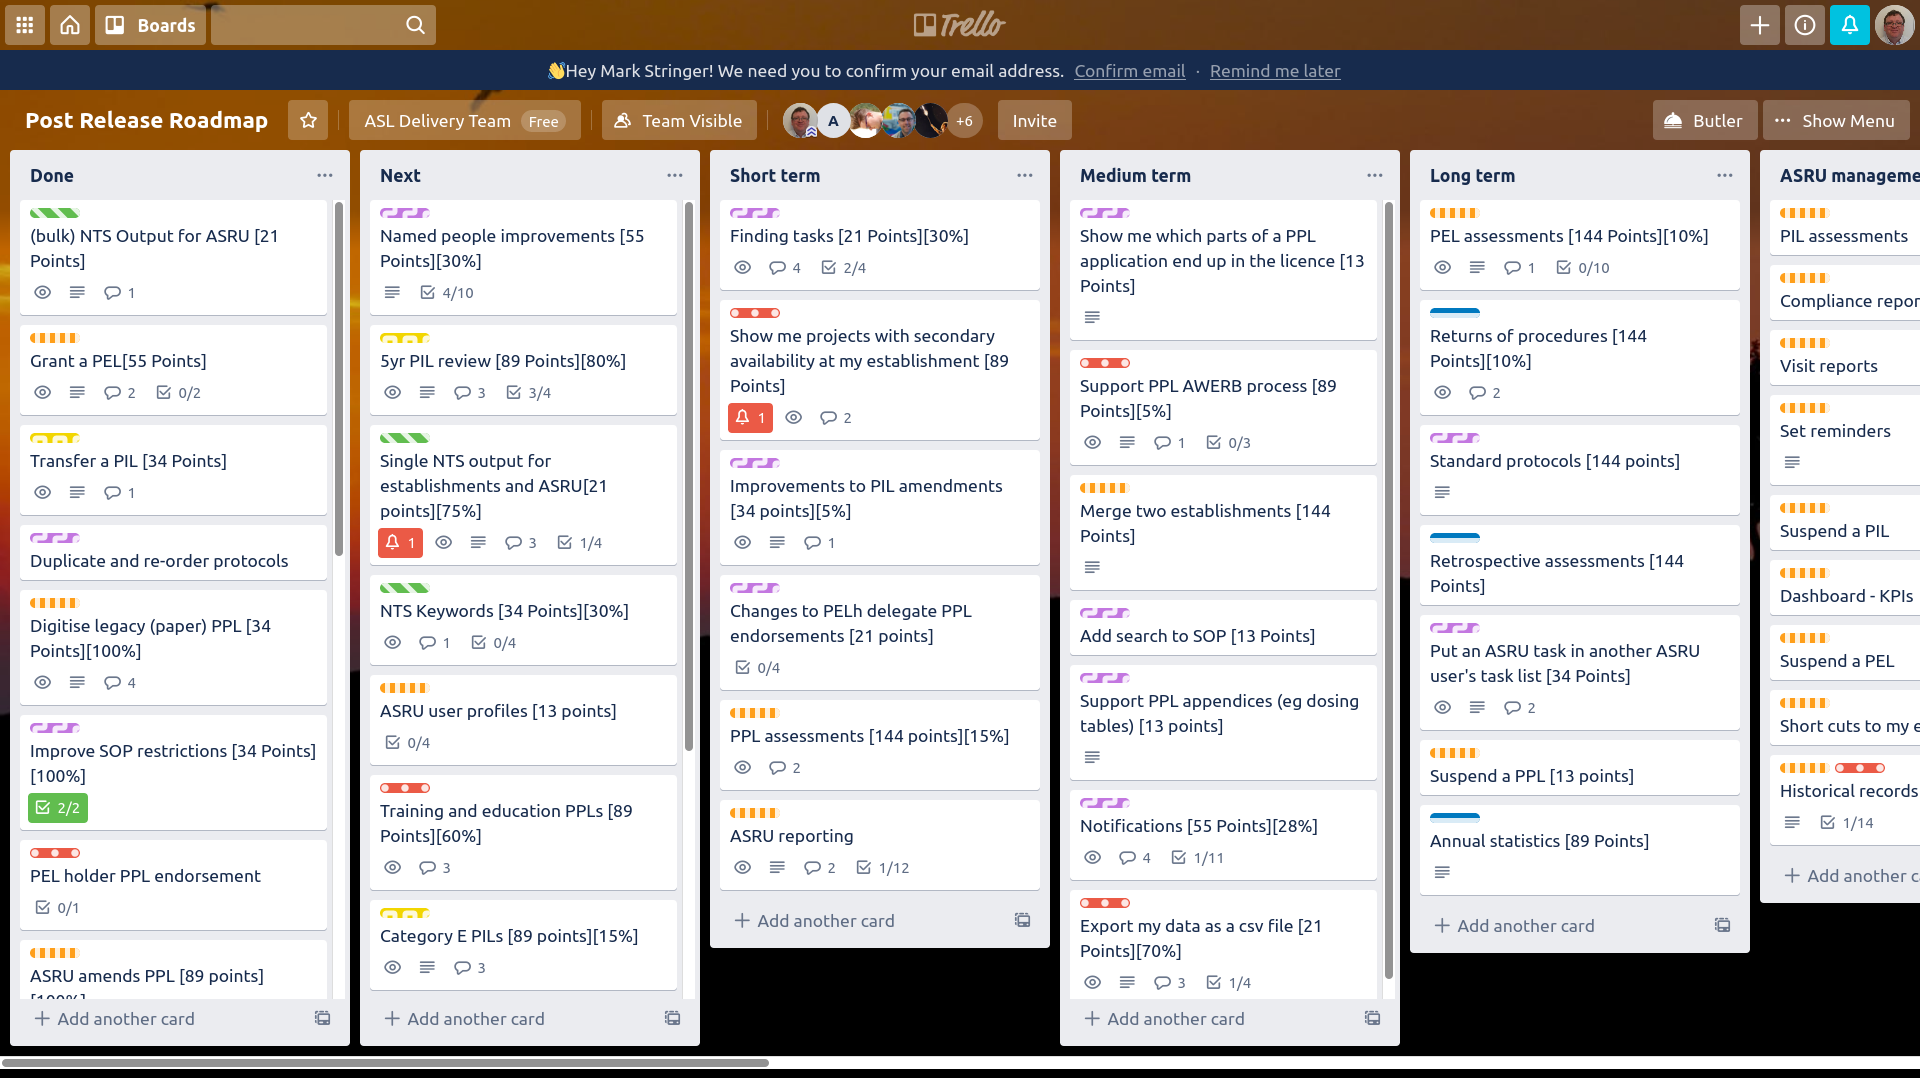 Boards
Trello
👋Hey Mark Stringer! We need you to confirm your email address. Confirm email · Remind me later
Post Release Roadmap
ASL Delivery Team Free
Team Visible
A
+6
Invite
Butler
··· Show Menu
Done
(bulk) NTS Output for ASRU [21
Points]
1
Grant a PEL[55 Points]
2 0/2
Transfer a PIL [34 Points]
1
Duplicate and re-order protocols
Digitise legacy (paper) PPL [34
Points][100%]
4
Improve SOP restrictions [34 Points]
[100%]
2/2
PEL holder PPL endorsement
0/1
ASRU amends PPL [89 points]
[100%]
+ Add another card
Next
Named people improvements [55
Points][30%]
4/10
5yr PIL review [89 Points][80%]
3 3/4
Single NTS output for
establishments and ASRU[21
points][75%]
1 3 1/4
NTS Keywords [34 Points][30%]
1 0/4
ASRU user profiles [13 points]
0/4
Training and education PPLs [89
Points][60%]
3
Category E PILs [89 points][15%]
3
+ Add another card
Short term
Finding tasks [21 Points][30%]
4 2/4
Show me projects with secondary
availability at my establishment [89
Points]
1 2
Improvements to PIL amendments
[34 points][5%]
1
Changes to PELh delegate PPL
endorsements [21 points]
0/4
PPL assessments [144 points][15%]
2
ASRU reporting
2 1/12
+ Add another card
Medium term
Show me which parts of a PPL
application end up in the licence [13
Points]
Support PPL AWERB process [89
Points][5%]
1 0/3
Merge two establishments [144
Points]
Add search to SOP [13 Points]
Support PPL appendices (eg dosing
tables) [13 points]
Notifications [55 Points][28%]
4 1/11
Export my data as a csv file [21
Points][70%]
3 1/4
+ Add another card
Long term
PEL assessments [144 Points][10%]
1 0/10
Returns of procedures [144
Points][10%]
2
Standard protocols [144 points]
Retrospective assessments [144
Points]
Put an ASRU task in another ASRU
user's task list [34 Points]
2
Suspend a PPL [13 points]
Annual statistics [89 Points]
+ Add another card
ASRU manageme
PIL assessments
Compliance repor
Visit reports
Set reminders
Suspend a PIL
Dashboard - KPIs
Suspend a PEL
Short cuts to my e
Historical records
1/14
+ Add another ca